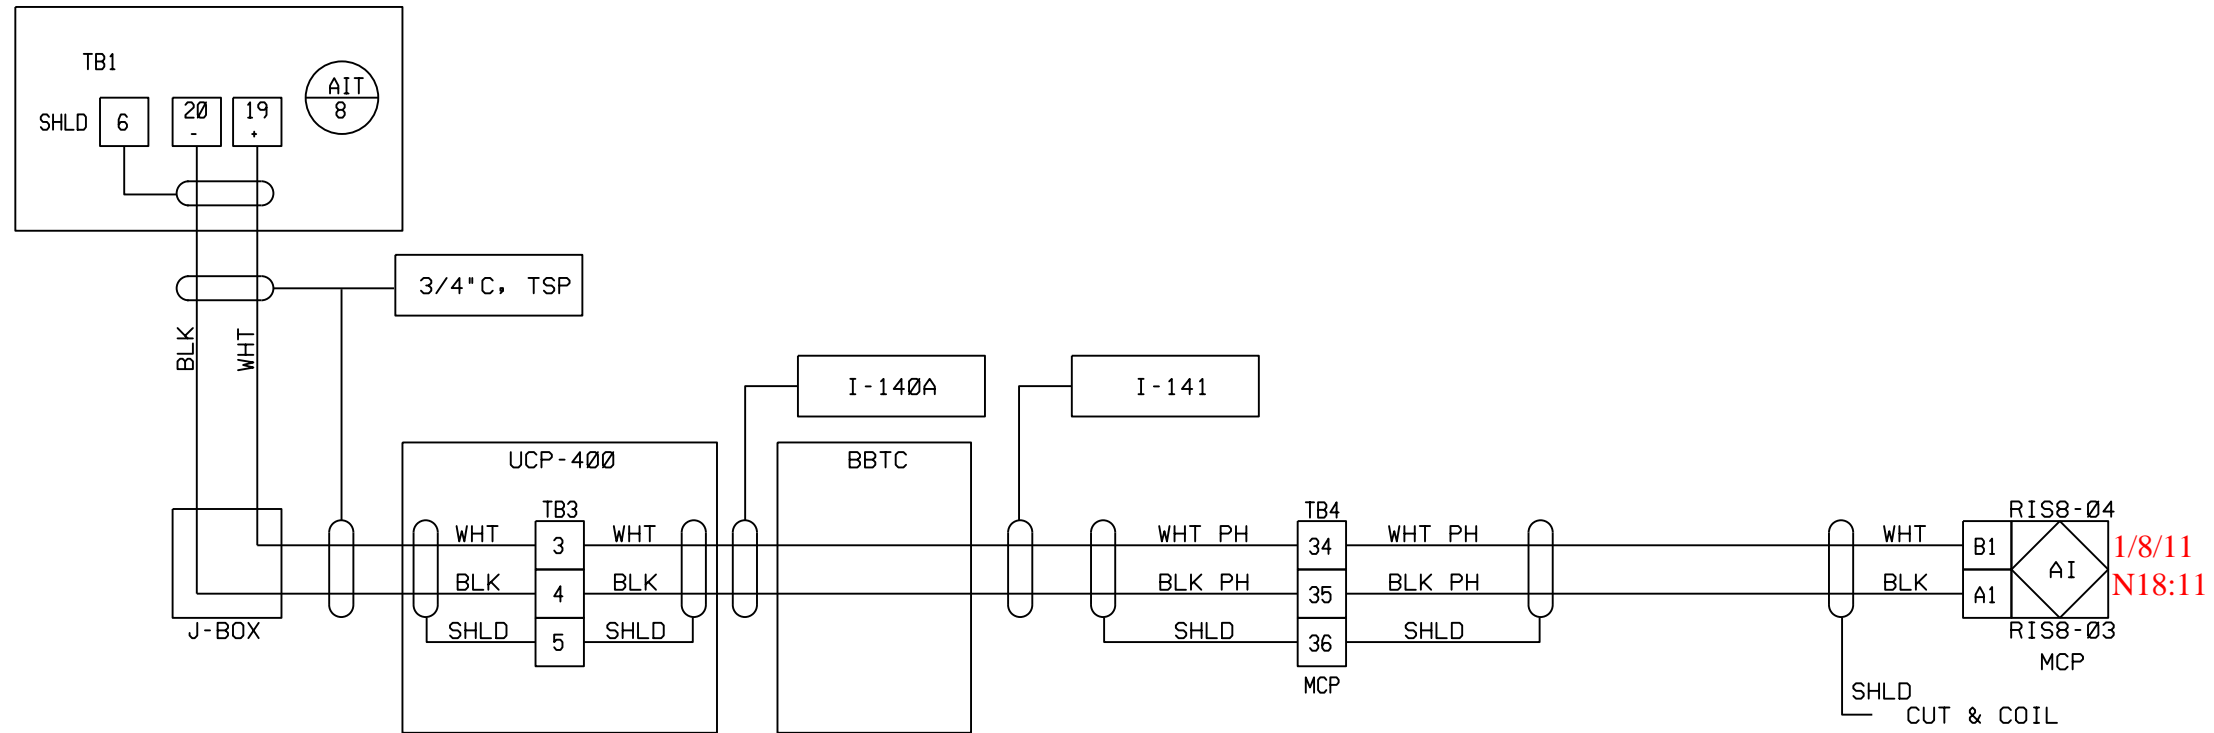 TB1
AIT
8
SHLD 6 20 19
- +
3/4"C, TSP
BLK WHT
I-140A I-141
UCP-400 BBTC
TB3 TB4 RIS8-04
WHT 3 WHT WHT PH 34 WHT PH WHT B1 1/8/11
AI
BLK 4 BLK BLK PH 35 BLK PH BLK A1 N18:11
J-BOX SHLD 5 SHLD SHLD 36 SHLD RIS8-03
MCP MCP
SHLD
CUT & COIL